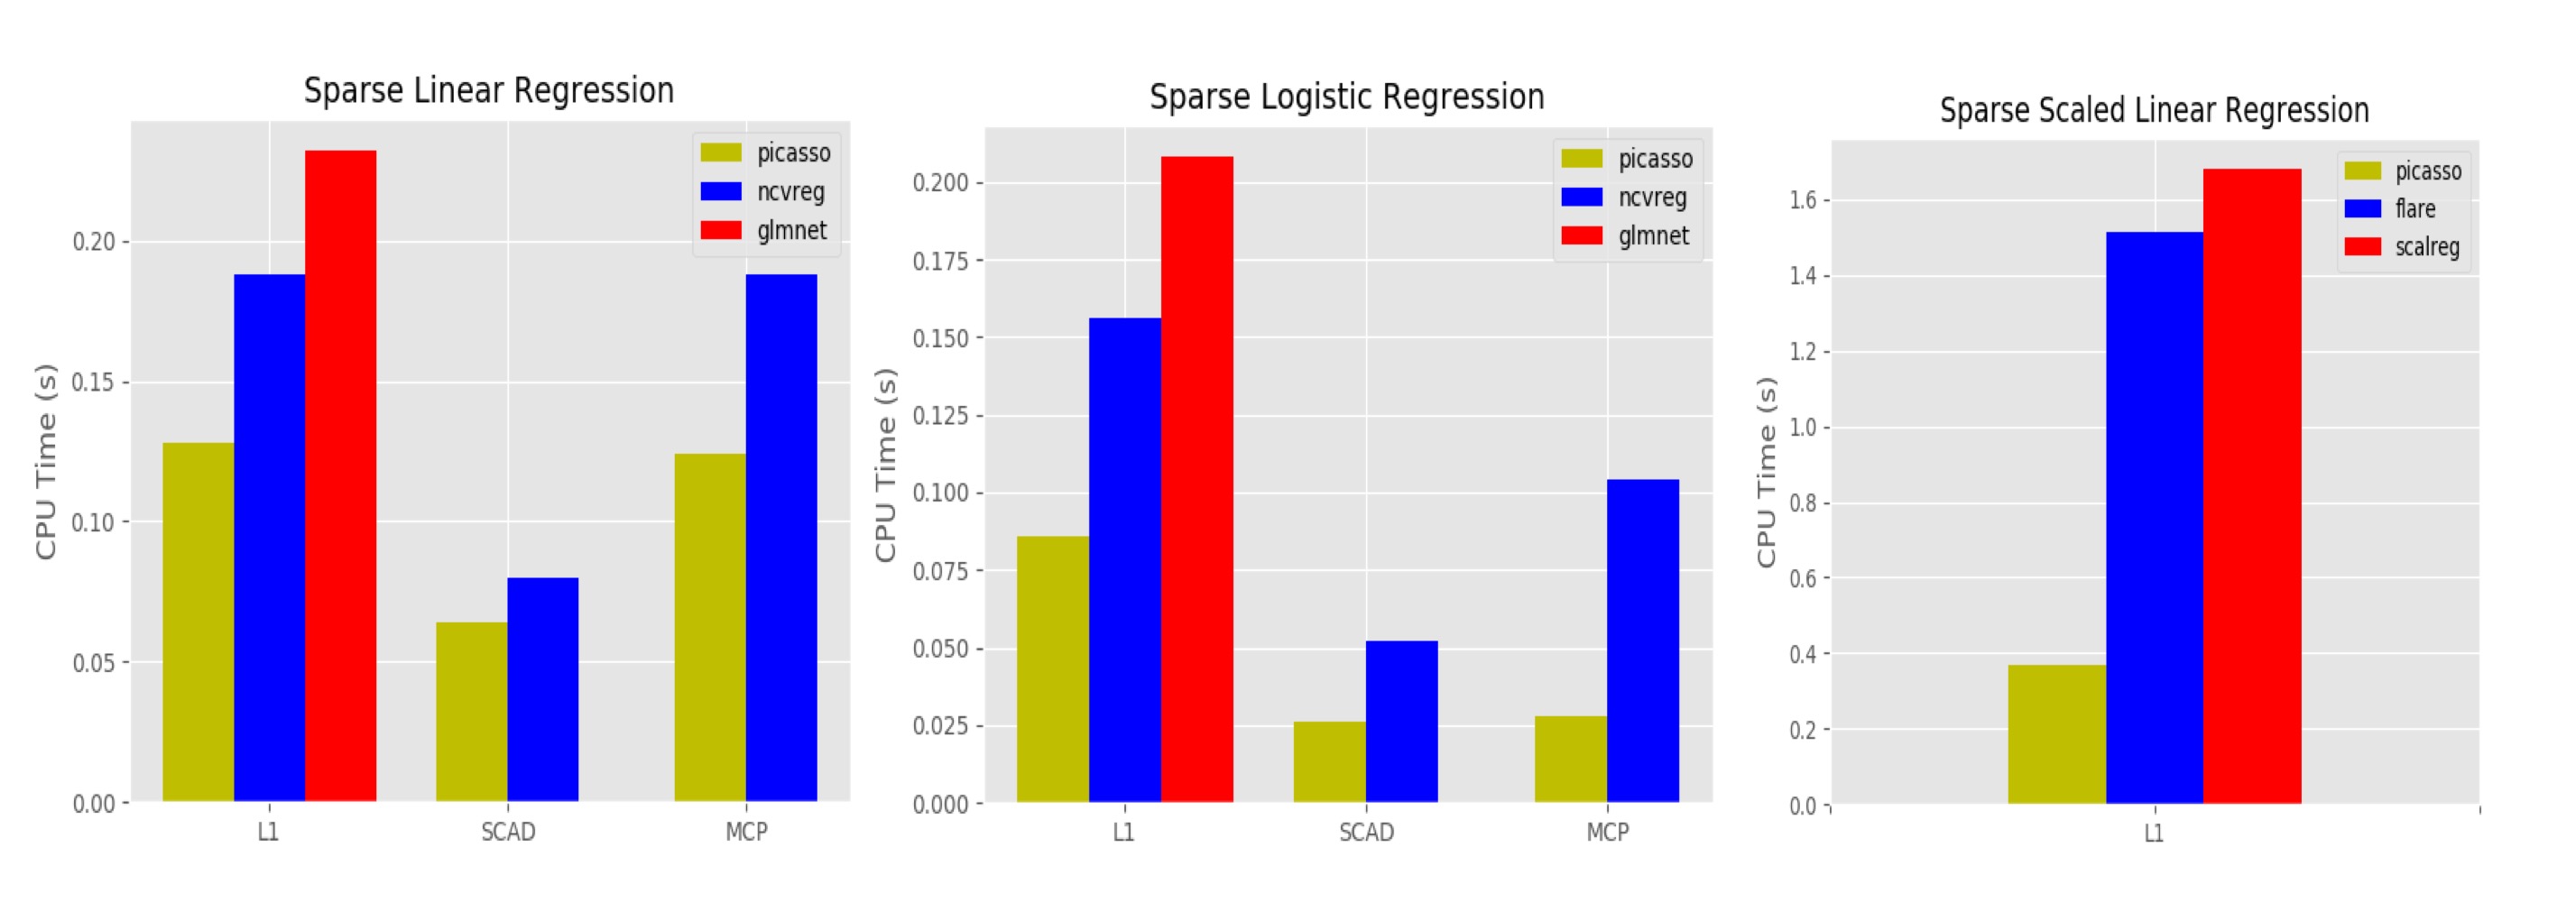 Sparse Linear Regression
picasso
ncvreg
glmnet
CPU Time (s)
0.20
0.15
0.10
0.05
0.00
L1 SCAD MCP
Sparse Logistic Regression
picasso
ncvreg
glmnet
CPU Time (s)
0.200
0.175
0.150
0.125
0.100
0.075
0.050
0.025
0.000
L1 SCAD MCP
Sparse Scaled Linear Regression
picasso
flare
scalreg
CPU Time (s)
1.6
1.4
1.2
1.0
0.8
0.6
0.4
0.2
0.0
L1